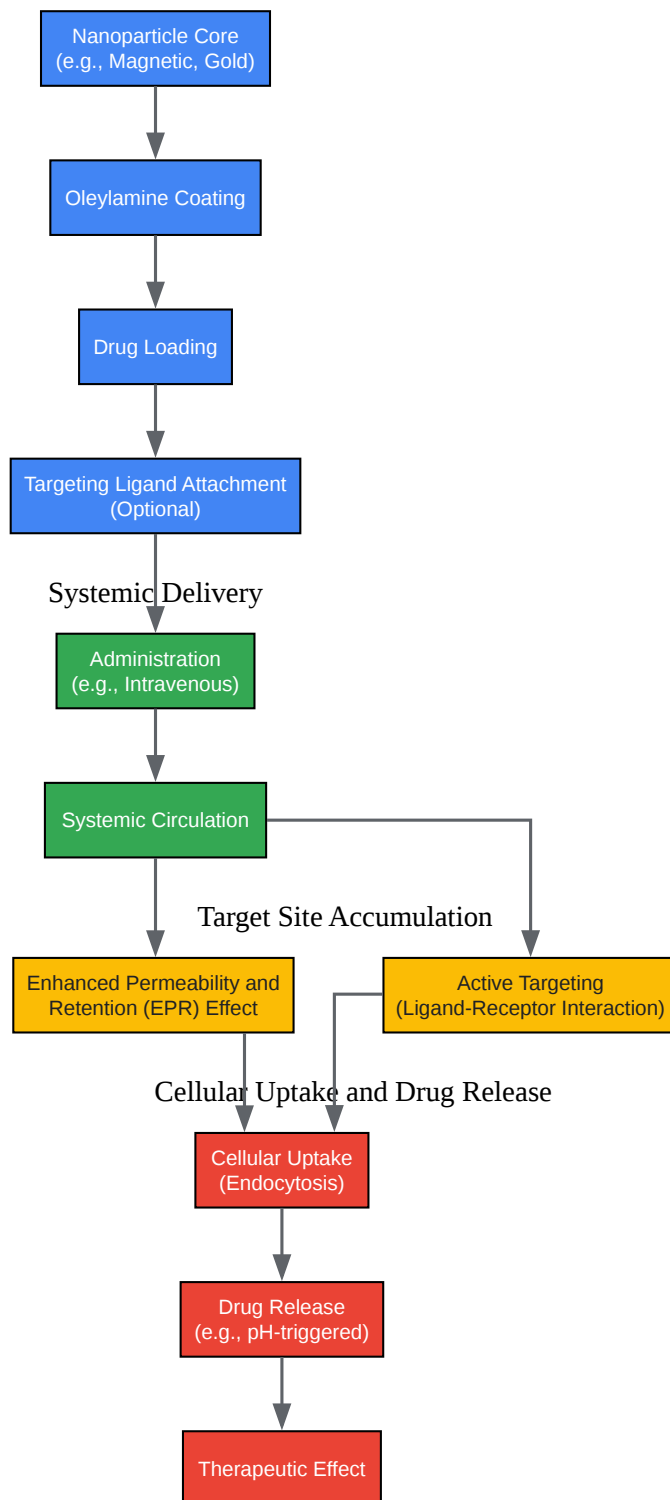 Nanoparticle Core
(e.g., Magnetic, Gold)
Oleylamine Coating
Drug Loading
Targeting Ligand Attachment
(Optional)
Systemic Delivery
Administration
(e.g., Intravenous)
Systemic Circulation
Target Site Accumulation
Enhanced Permeability and
Retention (EPR) Effect
Active Targeting
(Ligand-Receptor Interaction)
Cellular Uptake and Drug Release
Cellular Uptake
(Endocytosis)
Drug Release
(e.g., pH-triggered)
Therapeutic Effect